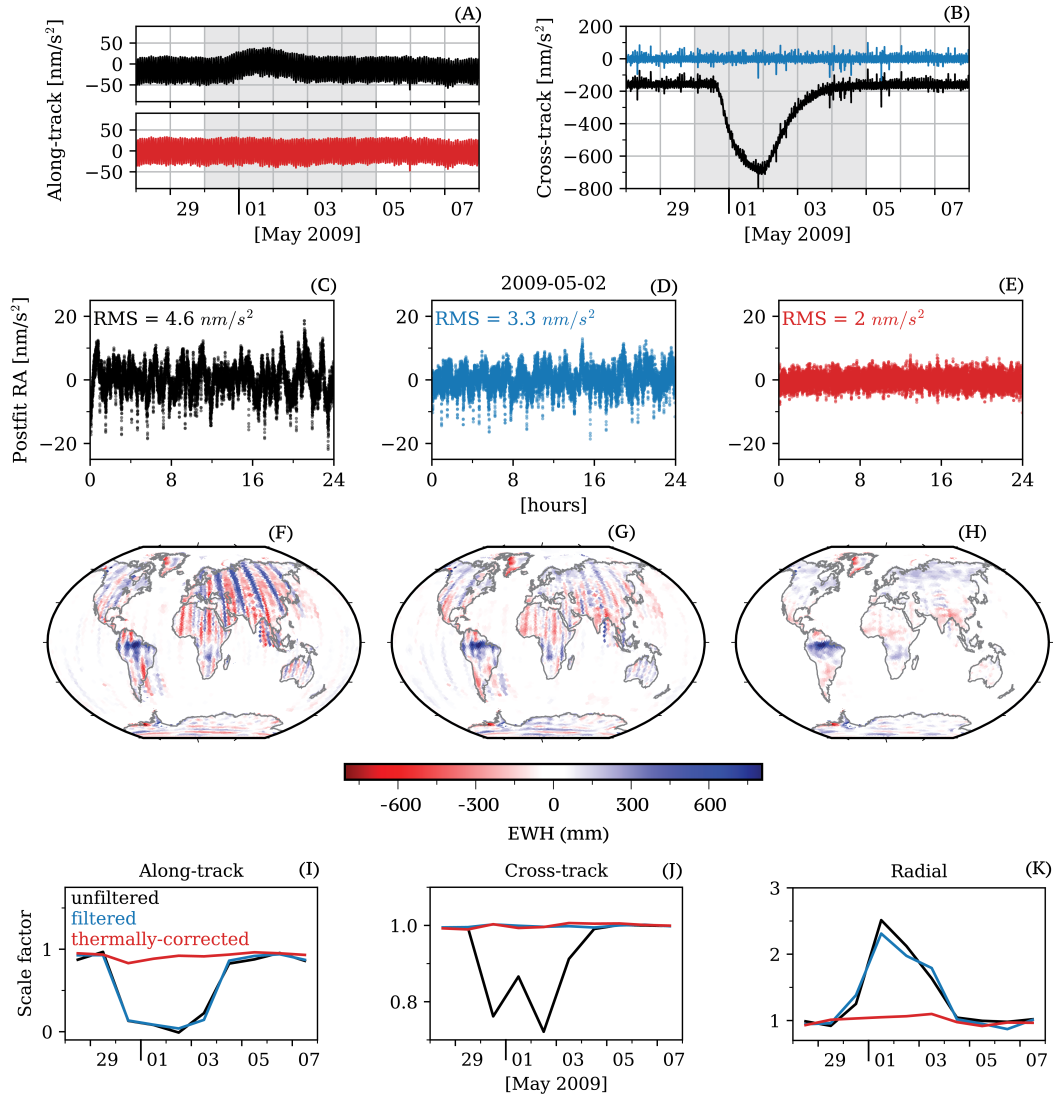 (A)
(B)
Along-track [nm/s²]
50
0
−50
50
0
−50
29
01
03
05
07
[May 2009]
Cross-track [nm/s²]
200
0
−200
−400
−600
−800
29
01
03
05
07
[May 2009]
(C)
2009-05-02
(D)
(E)
Postfit RA [nm/s²]
20
0
−20
RMS = 4.6 nm/s²
0
8
16
24
20
0
−20
RMS = 3.3 nm/s²
0
8
16
24
[hours]
20
0
−20
RMS = 2 nm/s²
0
8
16
24
(F)
(G)
(H)
-600
-300
0
300
600
EWH (mm)
Along-track
(I)
Cross-track
(J)
Radial
(K)
Scale factor
unfiltered
filtered
thermally-corrected
1
0
29
01
03
05
07
1.0
0.8
29
01
03
05
07
[May 2009]
3
2
1
29
01
03
05
07